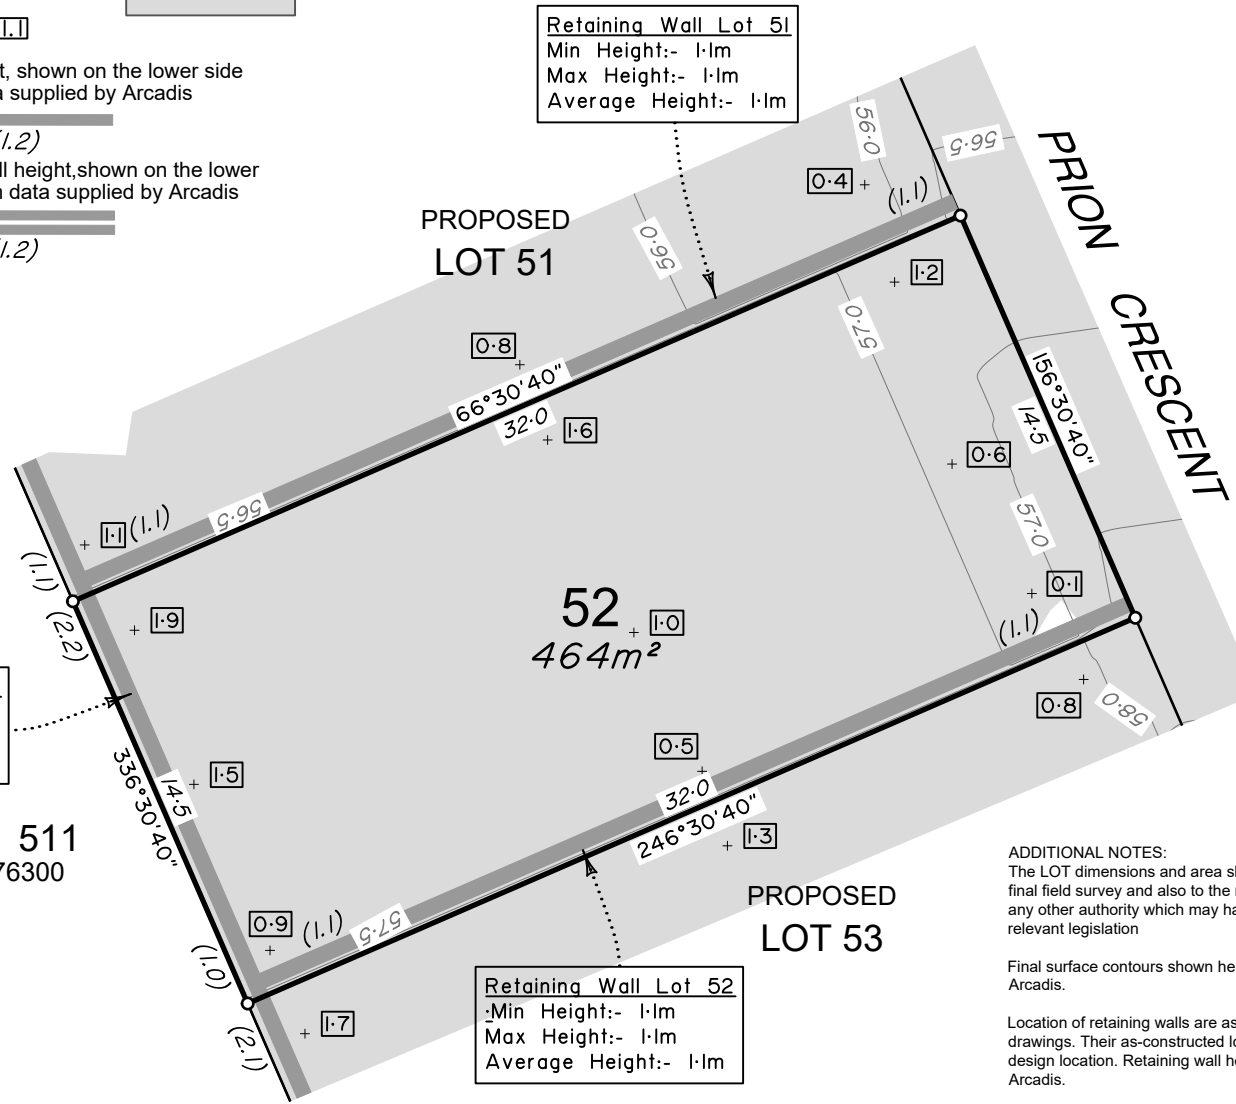 1.1
t, shown on the lower side
a supplied by Arcadis
(1.2)
ll height,shown on the lower
n data supplied by Arcadis
(1.2)
Retaining Wall Lot 51
Min Height:- 1·1m
Max Height:- 1·1m
Average Height:- 1·1m
56·0
56·5
PRION CRESCENT
0·4
(1.1)
PROPOSED
LOT 51
56·0
1·2
57·0
0·8
66°30'40"
32·0
1·6
156°30'40"
14·5
0·6
56·5
57·0
1·1
(1.1)
(1.1)
(2.2)
1·9
52
464m²
1·0
0·1
(1.1)
0·8
58·0
0·5
32·0
246°30'40"
1·3
1·5
14·5
336°30'40"
511
76300
PROPOSED
LOT 53
0·9
(1.1)
57·5
(1.0)
(2.1)
1·7
Retaining Wall Lot 52
:Min Height:- 1·1m
Max Height:- 1·1m
Average Height:- 1·1m
ADDITIONAL NOTES:
The LOT dimensions and area s
final field survey and also to the
any other authority which may ha
relevant legislation
Final surface contours shown he
Arcadis.
Location of retaining walls are as
drawings. Their as-constructed lo
design location. Retaining wall h
Arcadis.